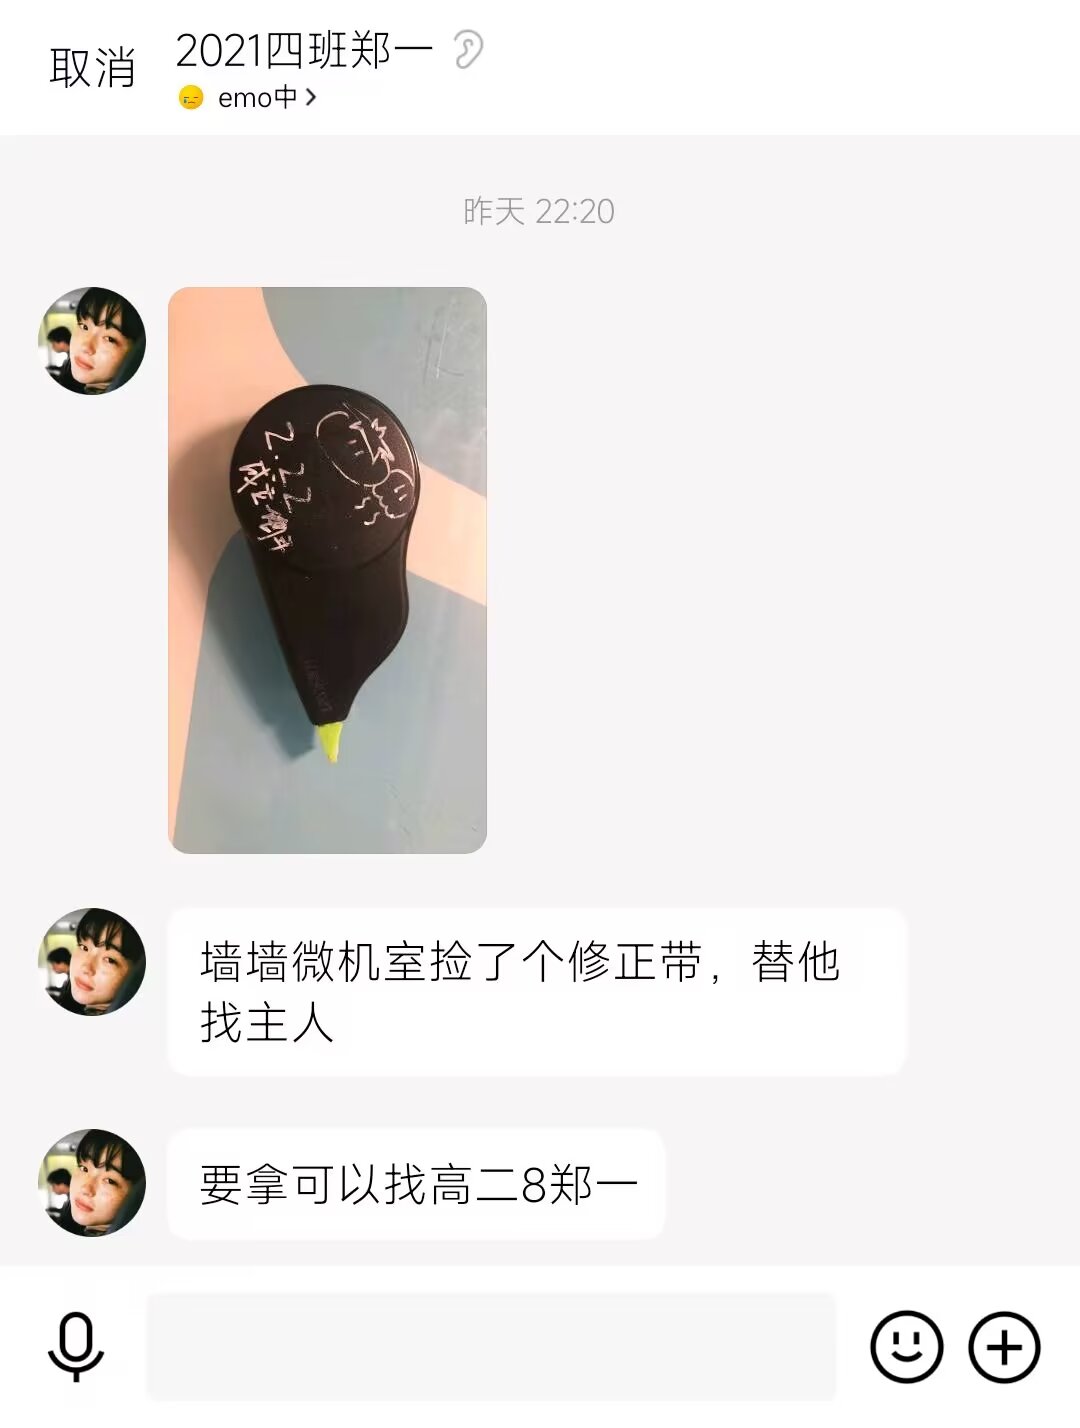 取消
2021四班郑一
emo中
昨天 22:20
2.22
墙墙微机室捡了个修正带，替他
找主人
要拿可以找高二8郑一